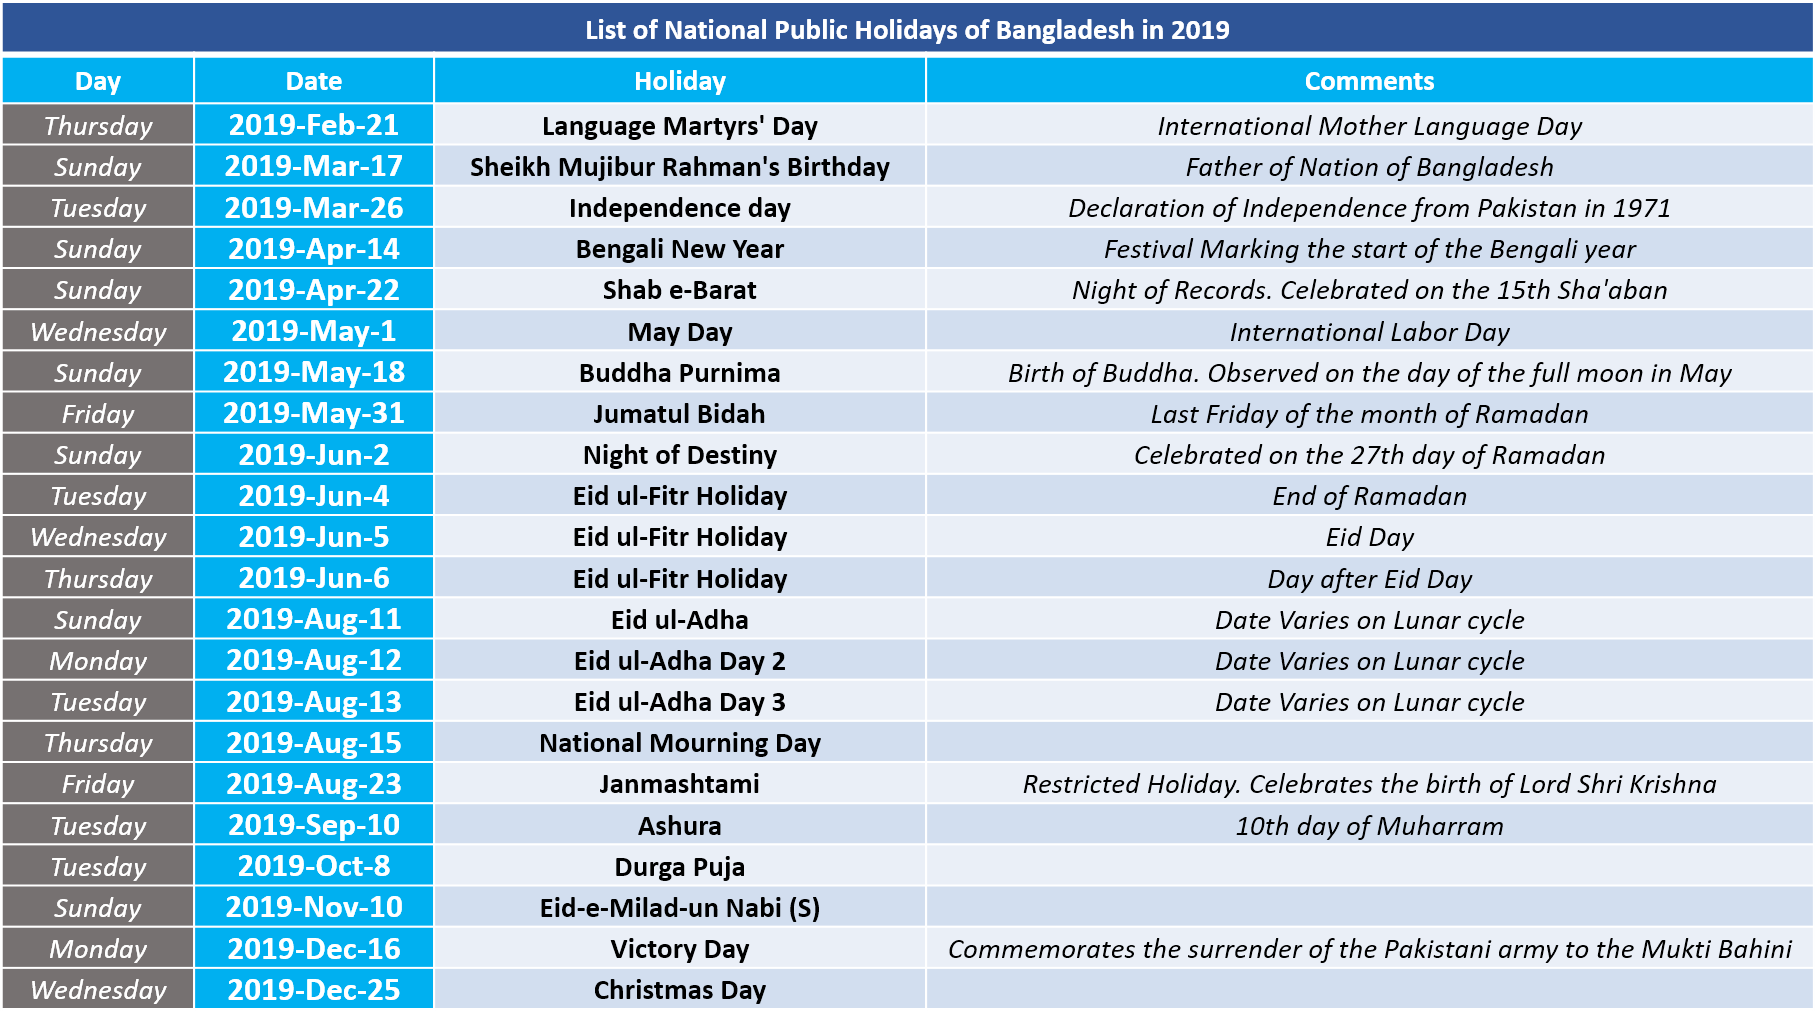 List of National Public Holidays of Bangladesh in 2019
Day Date Holiday Comments
Thursday 2019-Feb-21 Language Martyrs' Day International Mother Language Day
Sunday 2019-Mar-17 Sheikh Mujibur Rahman's Birthday Father of Nation of Bangladesh
Tuesday 2019-Mar-26 Independence day Declaration of Independence from Pakistan in 1971
Sunday 2019-Apr-14 Bengali New Year Festival Marking the start of the Bengali year
Sunday 2019-Apr-22 Shab e-Barat Night of Records. Celebrated on the 15th Sha'aban
Wednesday 2019-May-1 May Day International Labor Day
Sunday 2019-May-18 Buddha Purnima Birth of Buddha. Observed on the day of the full moon in May
Friday 2019-May-31 Jumatul Bidah Last Friday of the month of Ramadan
Sunday 2019-Jun-2 Night of Destiny Celebrated on the 27th day of Ramadan
Tuesday 2019-Jun-4 Eid ul-Fitr Holiday End of Ramadan
Wednesday 2019-Jun-5 Eid ul-Fitr Holiday Eid Day
Thursday 2019-Jun-6 Eid ul-Fitr Holiday Day after Eid Day
Sunday 2019-Aug-11 Eid ul-Adha Date Varies on Lunar cycle
Monday 2019-Aug-12 Eid ul-Adha Day 2 Date Varies on Lunar cycle
Tuesday 2019-Aug-13 Eid ul-Adha Day 3 Date Varies on Lunar cycle
Thursday 2019-Aug-15 National Mourning Day
Friday 2019-Aug-23 Janmashtami Restricted Holiday. Celebrates the birth of Lord Shri Krishna
Tuesday 2019-Sep-10 Ashura 10th day of Muharram
Tuesday 2019-Oct-8 Durga Puja
Sunday 2019-Nov-10 Eid-e-Milad-un Nabi (S)
Monday 2019-Dec-16 Victory Day Commemorates the surrender of the Pakistani army to the Mukti Bahini
Wednesday 2019-Dec-25 Christmas Day